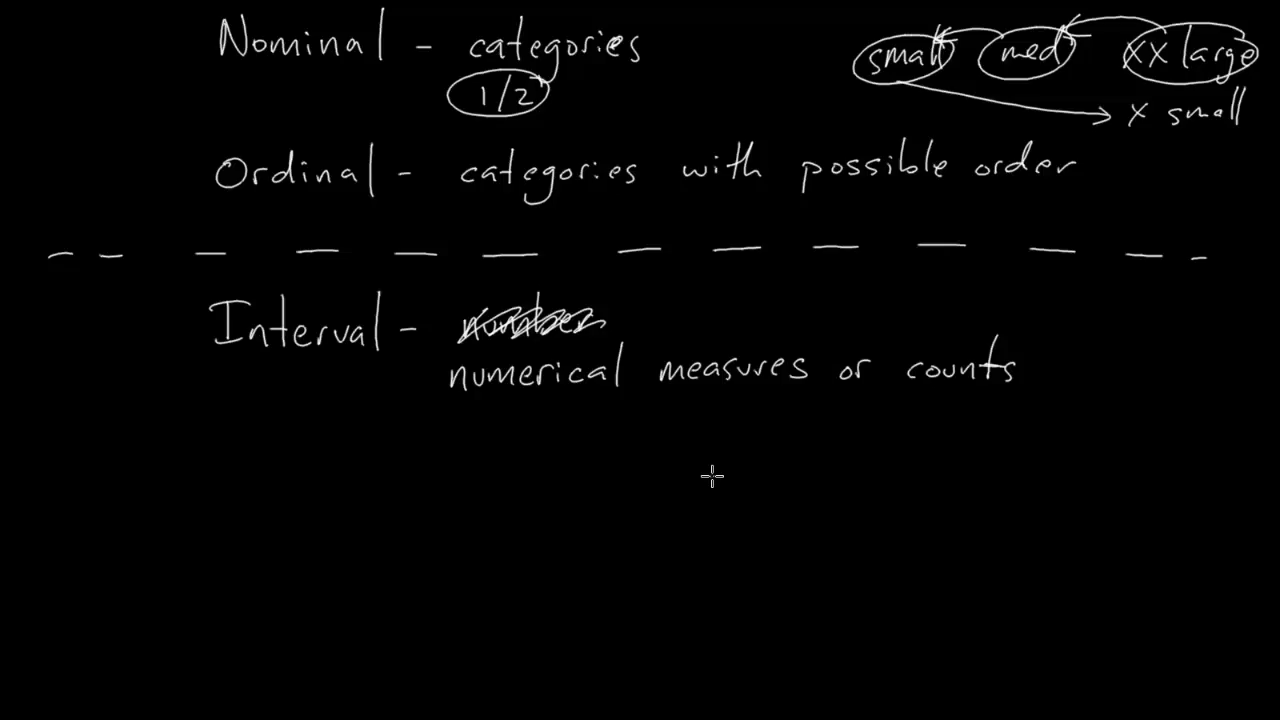 Nominal - categories
small med XX large
1/2
x small
Ordinal - categories with possible order
Interval - number
numerical measures or counts